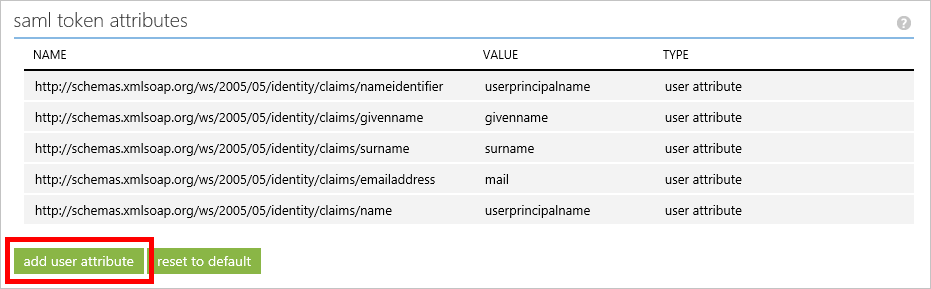 saml token attributes ?
NAME VALUE TYPE
http://schemas.xmlsoap.org/ws/2005/05/identity/claims/nameidentifier userprincipalname user attribute
http://schemas.xmlsoap.org/ws/2005/05/identity/claims/givenname givenname user attribute
http://schemas.xmlsoap.org/ws/2005/05/identity/claims/surname surname user attribute
http://schemas.xmlsoap.org/ws/2005/05/identity/claims/emailaddress mail user attribute
http://schemas.xmlsoap.org/ws/2005/05/identity/claims/name userprincipalname user attribute
add user attribute reset to default